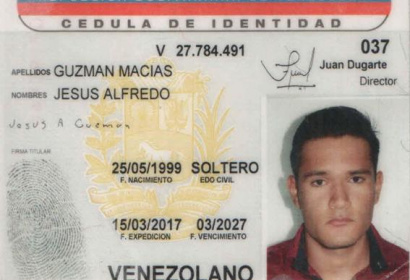 CEDULA DE IDENTIDAD
V 27.784.491 037
APELLIDOS GUZMAN MACIAS Juan Dugarte
Director
NOMBRES JESUS ALFREDO
Jesus A Guzman
FIRMA TITULAR
25/05/1999 SOLTERO
F. NACIMIENTO EDO CIVIL
15/03/2017 03/2027
F. EXPEDICION F. VENCIMIENTO
VENEZOLANO